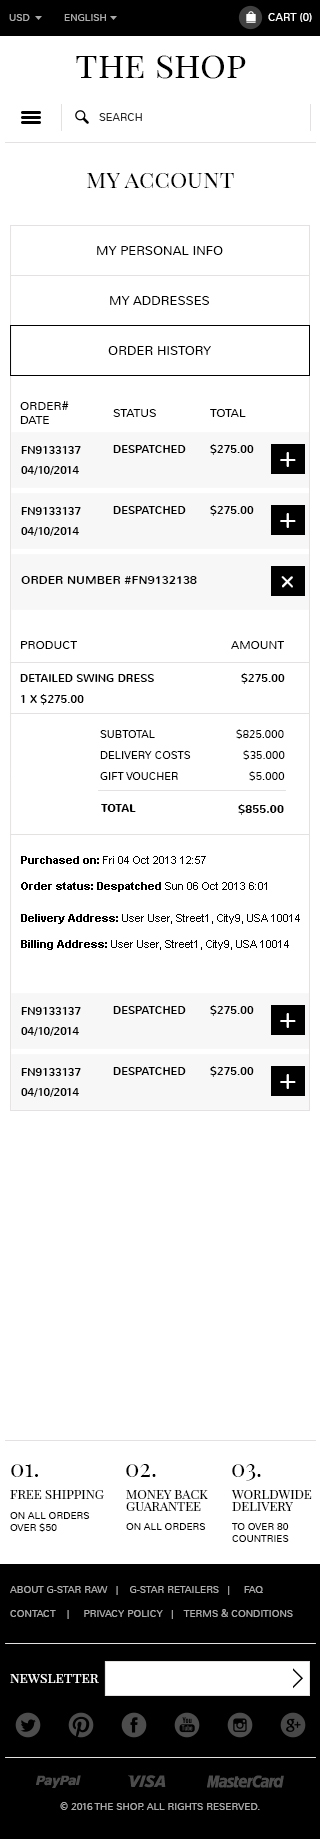 USD ENGLISH CART (0)
THE SHOP
SEARCH
MY ACCOUNT
MY PERSONAL INFO
MY ADDRESSES
ORDER HISTORY
ORDER#
DATE STATUS TOTAL
FN9133137 DESPATCHED $275.00
04/10/2014
FN9133137 DESPATCHED $275.00
04/10/2014
ORDER NUMBER #FN9132138
PRODUCT AMOUNT
DETAILED SWING DRESS $275.00
1 X $275.00
SUBTOTAL $825.000
DELIVERY COSTS $35.000
GIFT VOUCHER $5.000
TOTAL $855.00
Purchased on: Fri 04 Oct 2013 12:57
Order status: Despatched Sun 06 Oct 2013 6:01
Delivery Address: User User, Street1, City9, USA 10014
Billing Address: User User, Street1, City9, USA 10014
FN9133137 DESPATCHED $275.00
04/10/2014
FN9133137 DESPATCHED $275.00
04/10/2014
01.
FREE SHIPPING
ON ALL ORDERS
OVER $50
02.
MONEY BACK
GUARANTEE
ON ALL ORDERS
03.
WORLDWIDE
DELIVERY
TO OVER 80
COUNTRIES
ABOUT G-STAR RAW | G-STAR RETAILERS | FAQ
CONTACT | PRIVACY POLICY | TERMS & CONDITIONS
NEWSLETTER
You Tube g+
PayPal VISA MasterCard
© 2016 THE SHOP. ALL RIGHTS RESERVED.